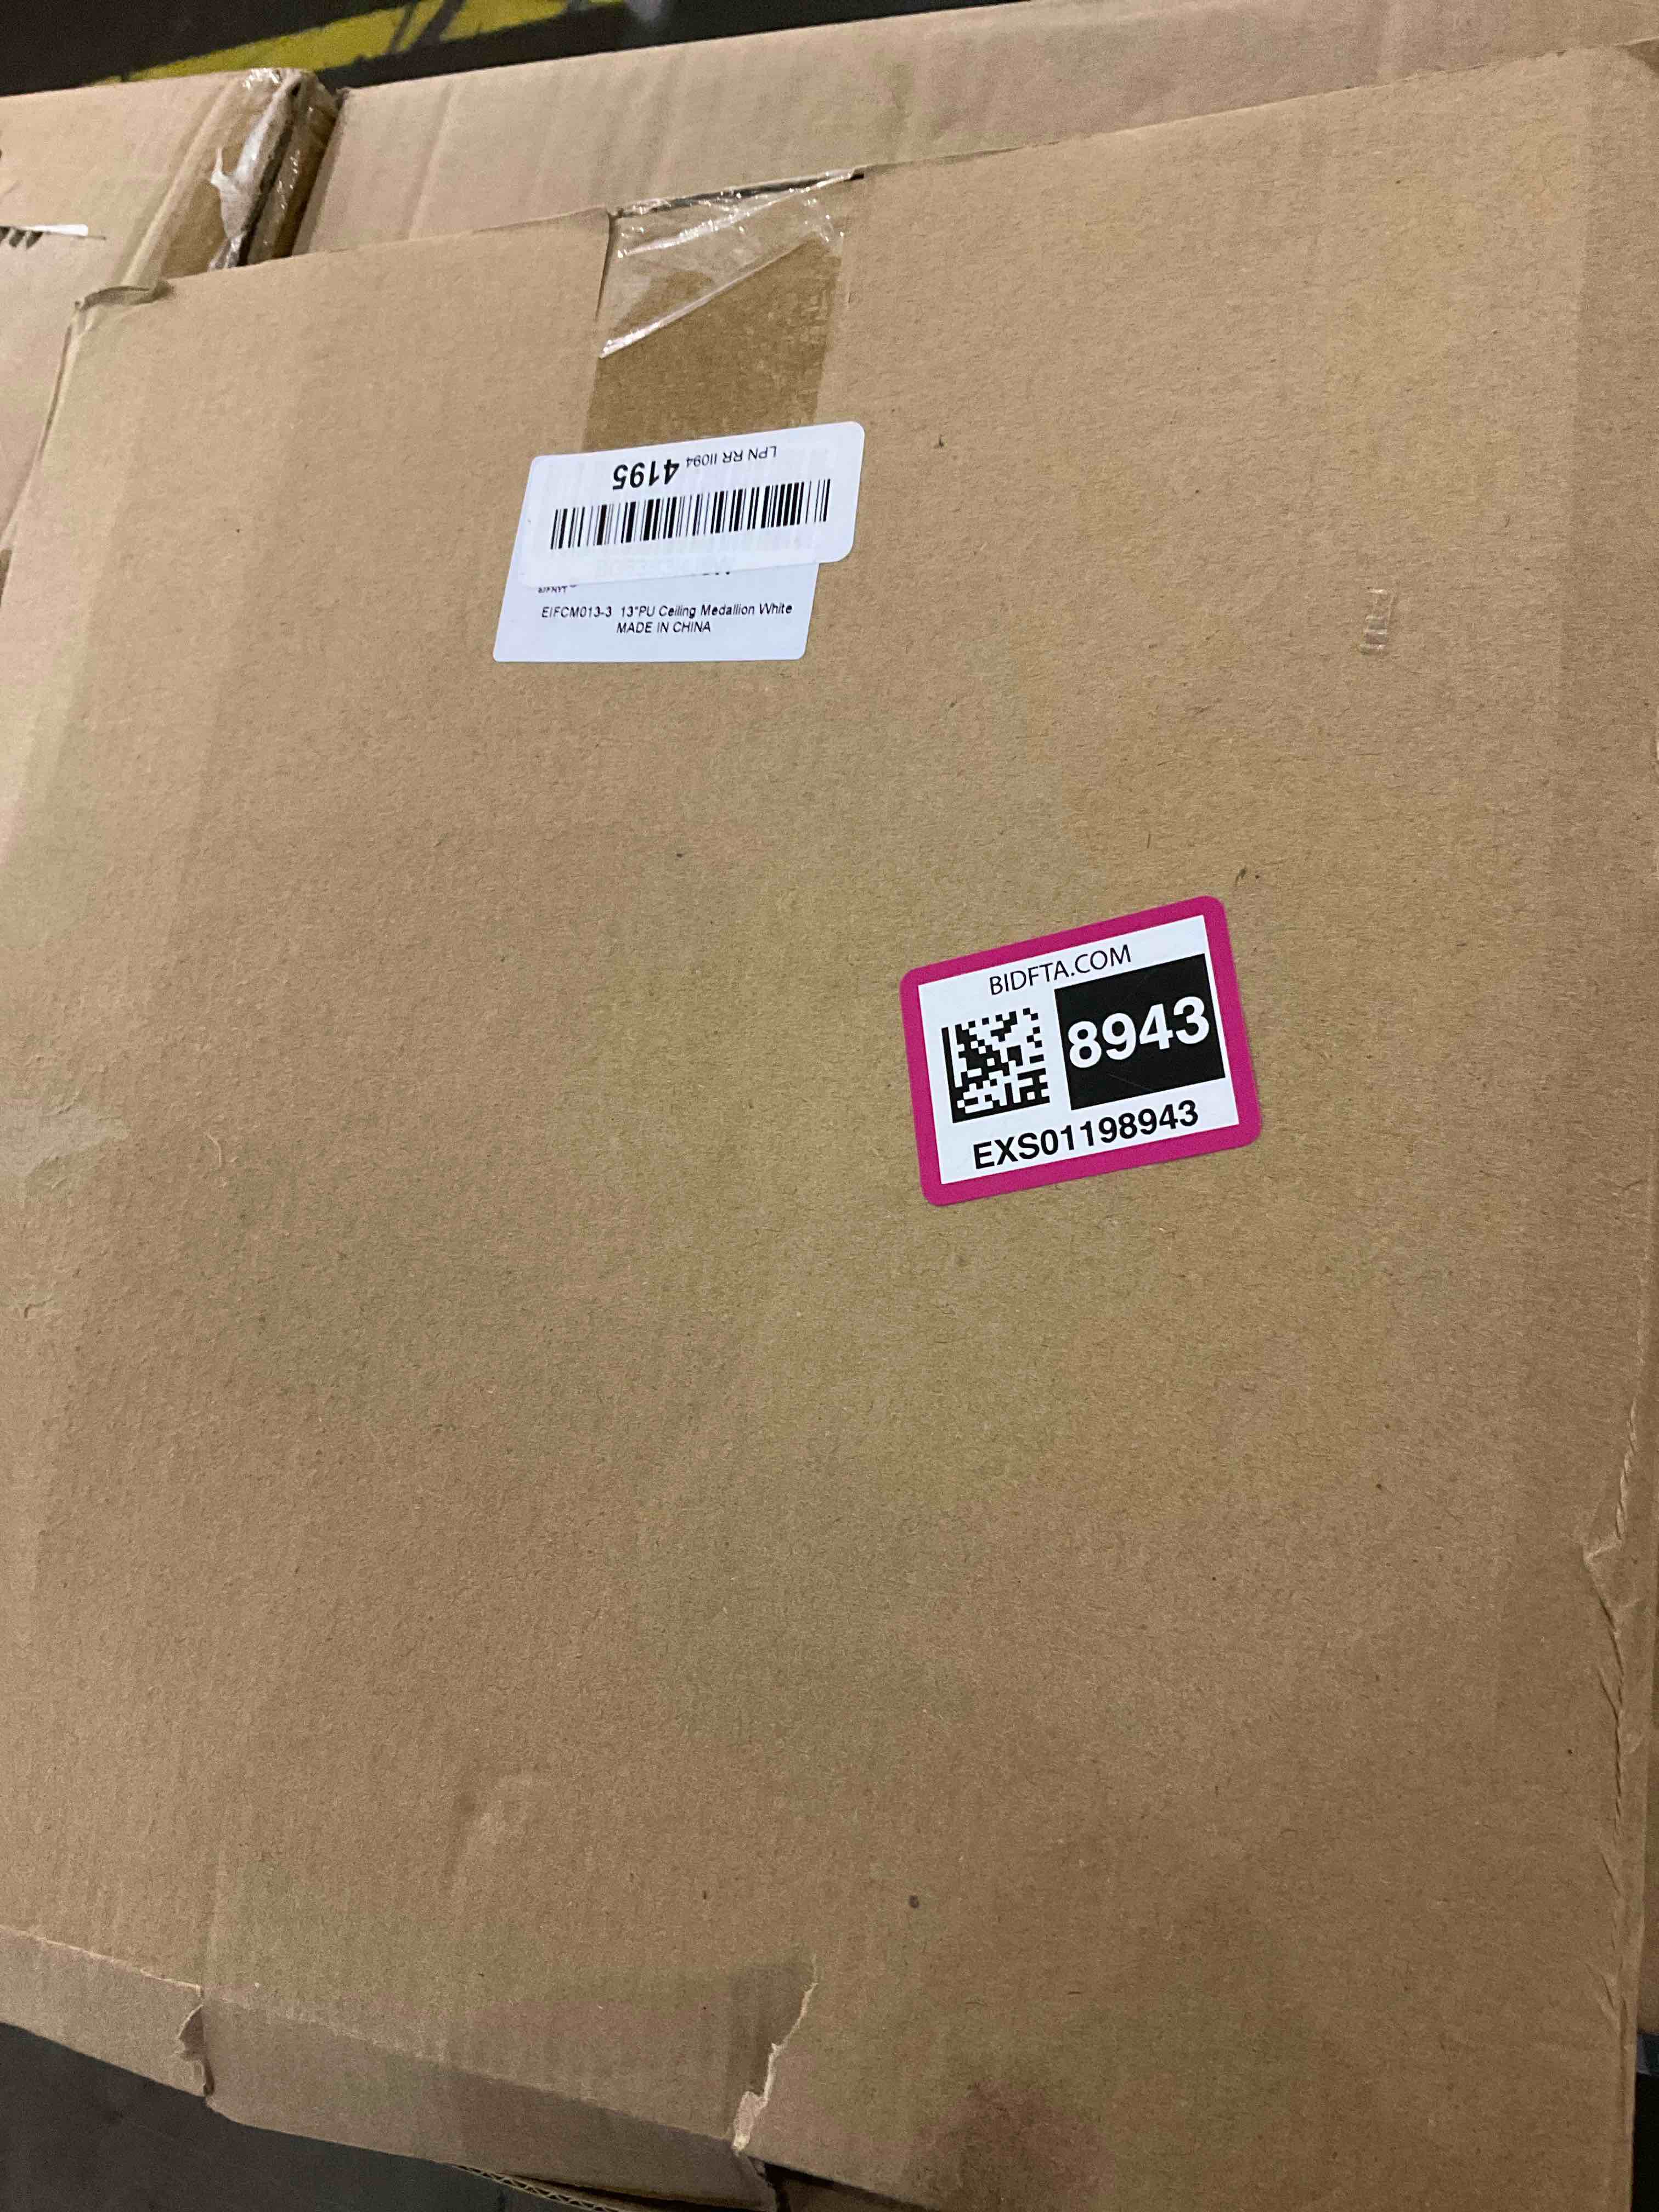 LPN RR II094 4195
EIFCM013-3 13"PU Ceiling Medallion White
MADE IN CHINA
BIDFTA.COM
8943
EXS01198943